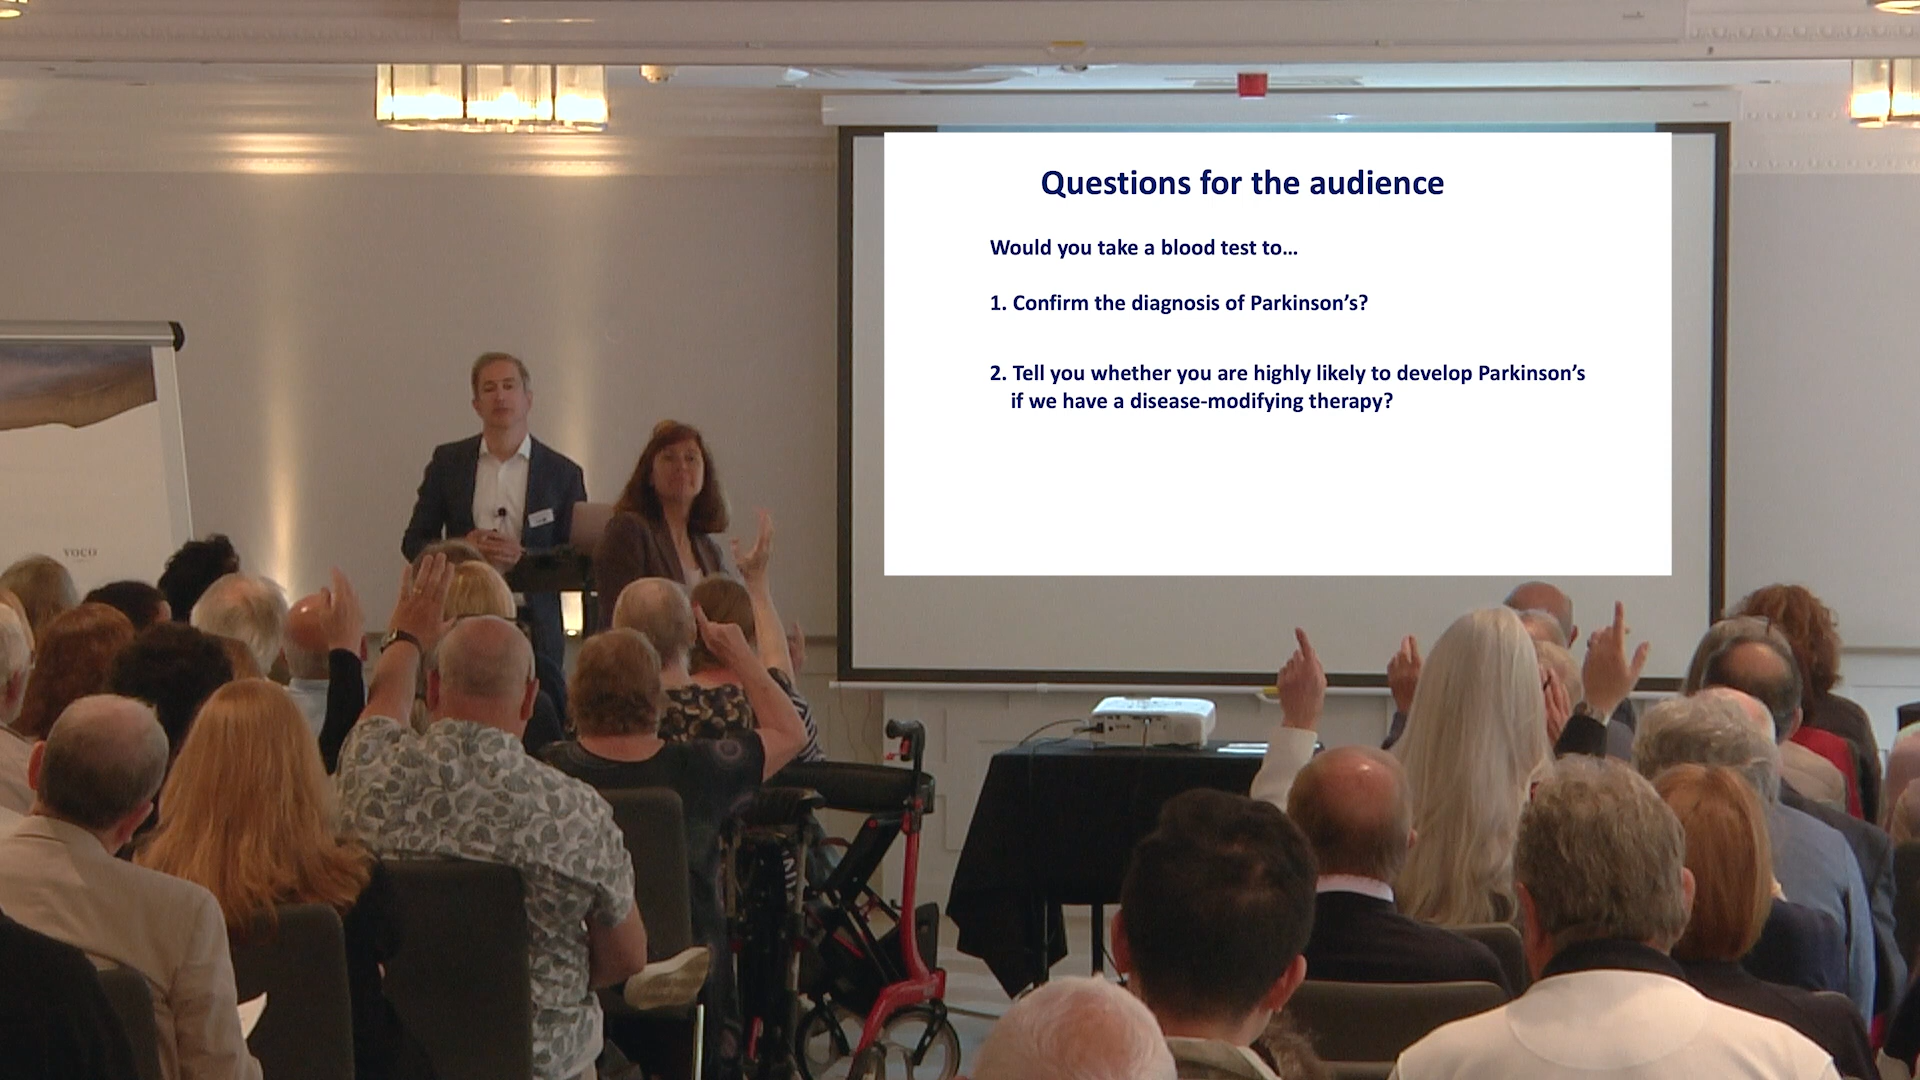 Questions for the audience
Would you take a blood test to...
1. Confirm the diagnosis of Parkinson’s?
2. Tell you whether you are highly likely to develop Parkinson’s
if we have a disease-modifying therapy?
VOCO